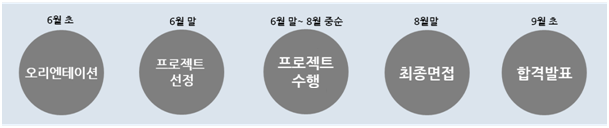 6월 초
오리엔테이션
6월 말
프로젝트
선정
6월 말~ 8월 중순
프로젝트
수행
8월말
최종면접
9월 초
합격발표